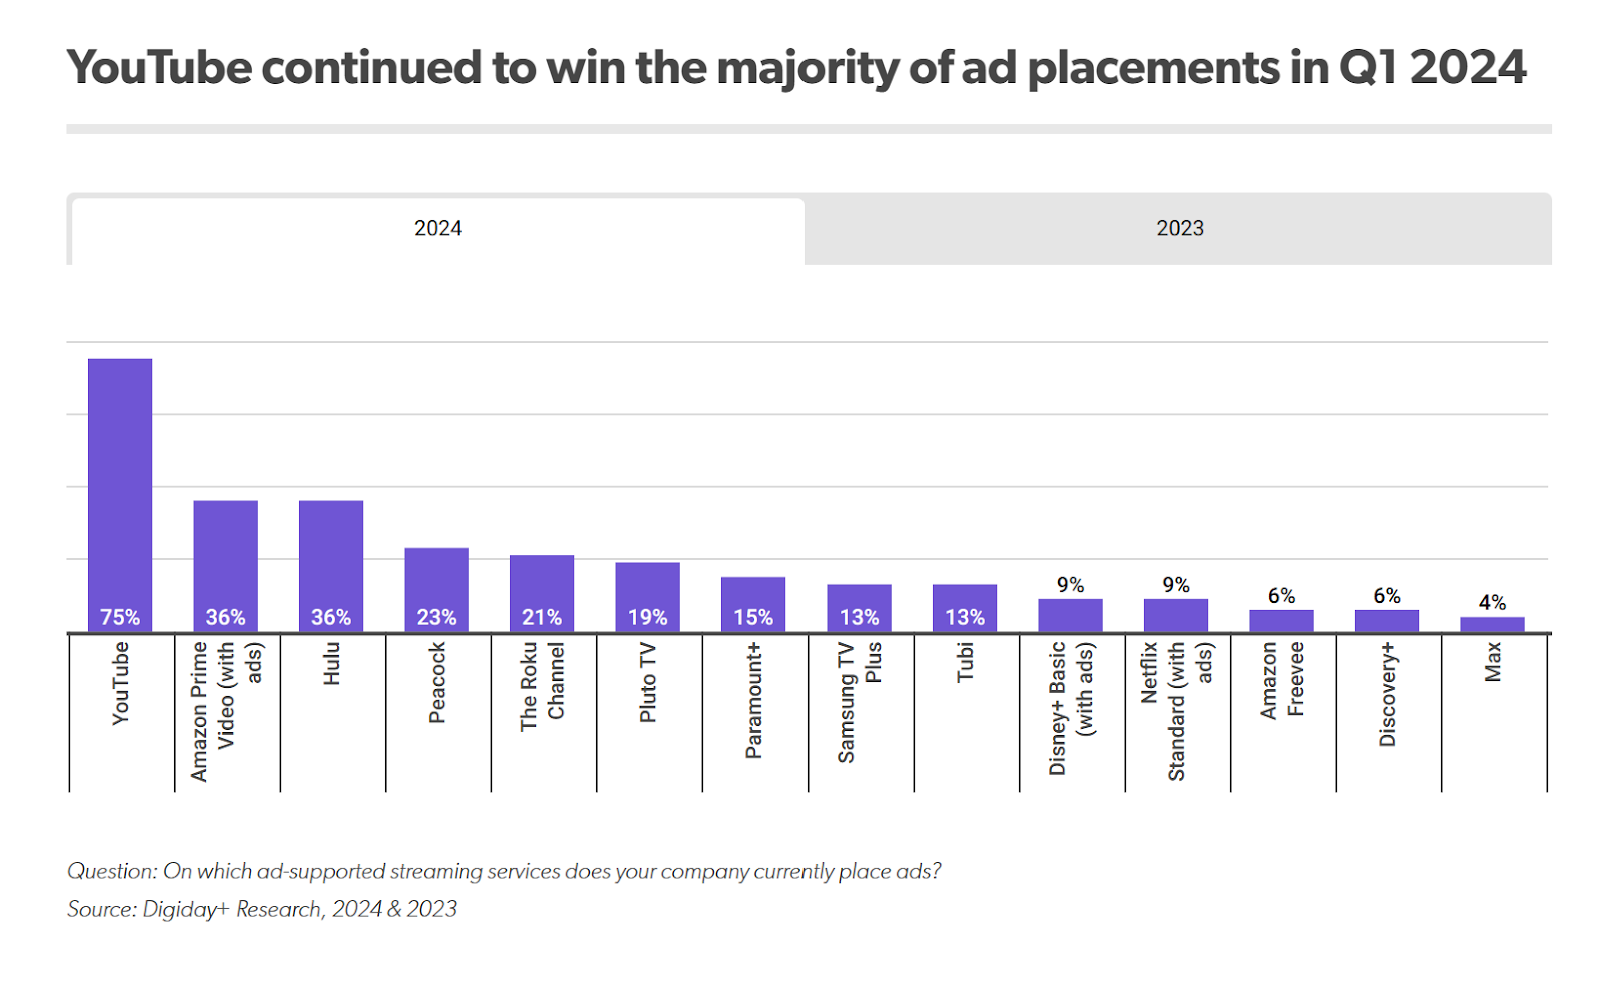 YouTube continued to win the majority of ad placements in Q1 2024
2024
2023
75%
36%
36%
23%
21%
19%
15%
13%
13%
9%
9%
6%
6%
4%
YouTube
Amazon Prime
Video (with
ads)
Hulu
Peacock
The Roku
Channel
Pluto TV
Paramount+
Samsung TV
Plus
Tubi
Disney+ Basic
(with ads)
Netflix
Standard (with
ads)
Amazon
Freevee
Discovery+
Max
Question: On which ad-supported streaming services does your company currently place ads?
Source: Digiday+ Research, 2024 & 2023